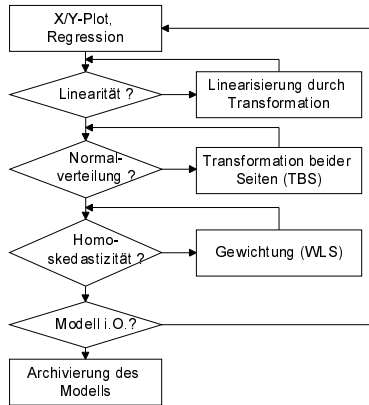 X/Y-Plot,
Regression
Linearität ?
Linearisierung durch
Transformation
Normal-
verteilung ?
Transformation beider
Seiten (TBS)
Homo-
skedastizität ?
Gewichtung (WLS)
Modell i.O.?
Archivierung des
Modells